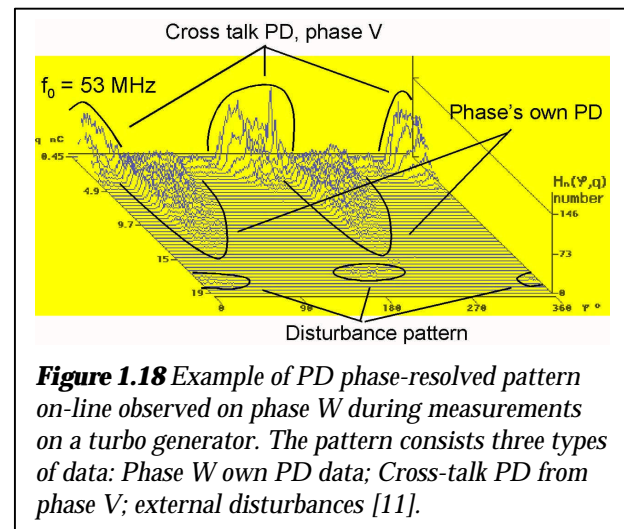 Cross talk PD, phase V
f₀ = 53 MHz
Phase's own PD
q nC
0.45
4.9
9.7
15
19
Hₙ(φ,q)
number
146
73
0
0 90 180 270 360 φ °
Disturbance pattern
Figure 1.18 Example of PD phase-resolved pattern
on-line observed on phase W during measurements
on a turbo generator. The pattern consists three types
of data: Phase W own PD data; Cross-talk PD from
phase V; external disturbances [11].